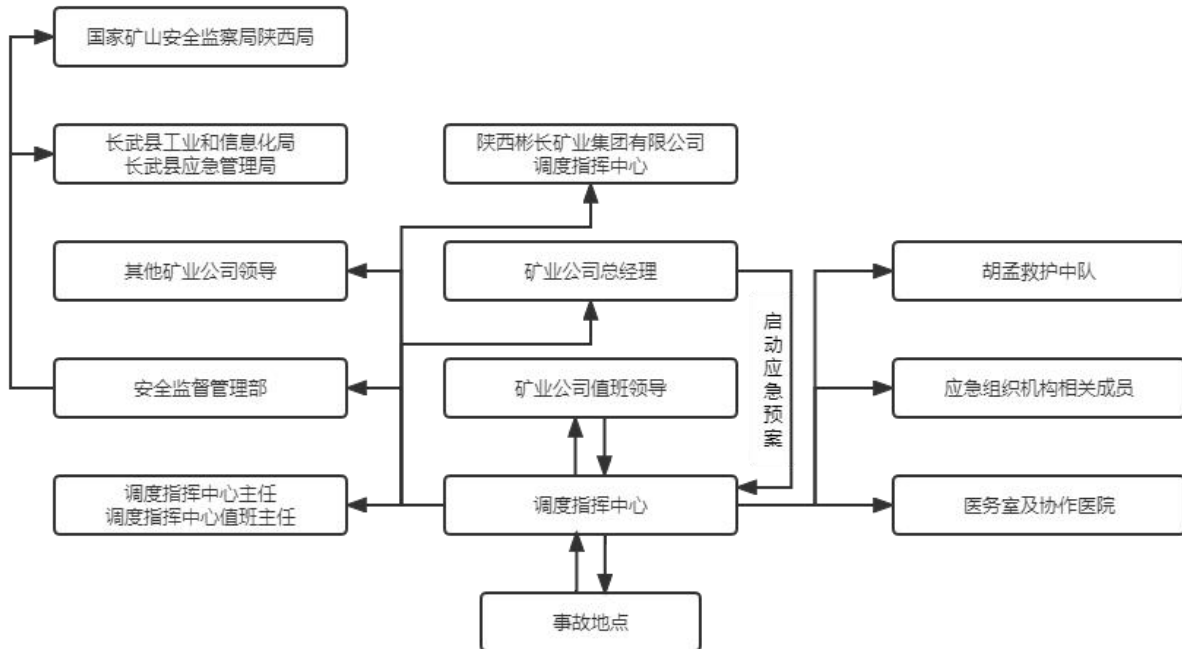 国家矿山安全监察局陕西局
长武县工业和信息化局
长武县应急管理局
陕西彬长矿业集团有限公司
调度指挥中心
其他矿业公司领导
矿业公司总经理
胡孟救护中队
启动应急预案
安全监督管理部
矿业公司值班领导
应急组织机构相关成员
调度指挥中心主任
调度指挥中心值班主任
调度指挥中心
医务室及协作医院
事故地点